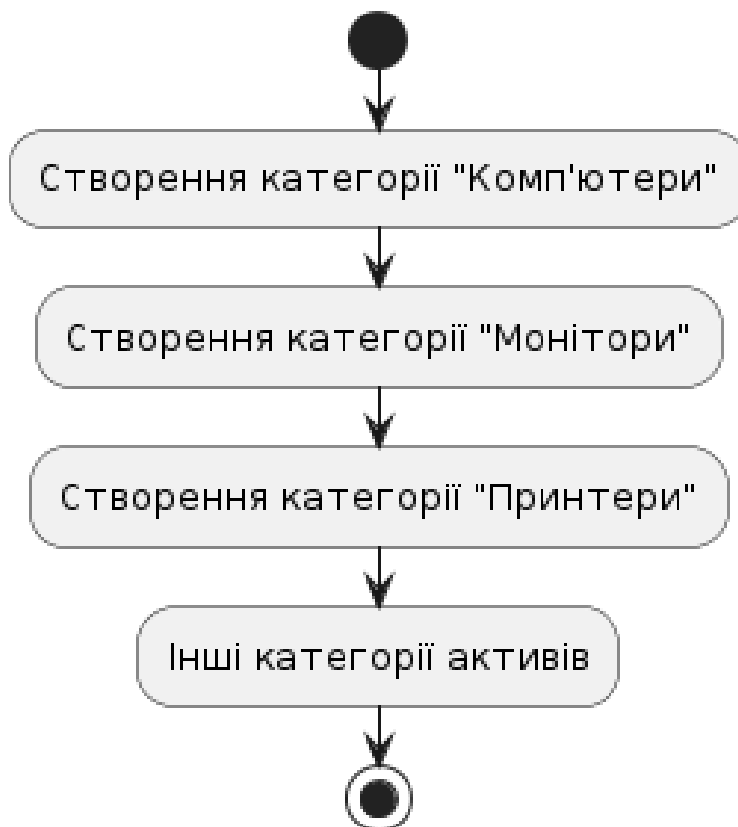 Створення категорії "Комп'ютери"
Створення категорії "Монітори"
Створення категорії "Принтери"
Інші категорії активів